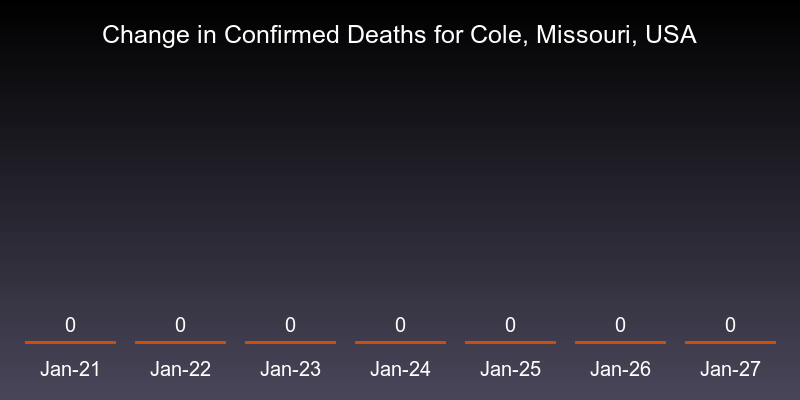 Change in Confirmed Deaths for Cole, Missouri, USA
0 0 0 0 0 0 0
Jan-21 Jan-22 Jan-23 Jan-24 Jan-25 Jan-26 Jan-27